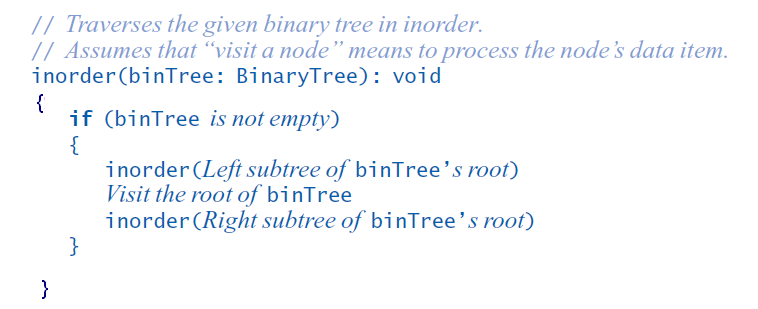 // Traverses the given binary tree in inorder.
// Assumes that “visit a node” means to process the node’s data item.
inorder(binTree: BinaryTree): void
{
if (binTree is not empty)
{
inorder(Left subtree of binTree’s root)
Visit the root of binTree
inorder(Right subtree of binTree’s root)
}
}